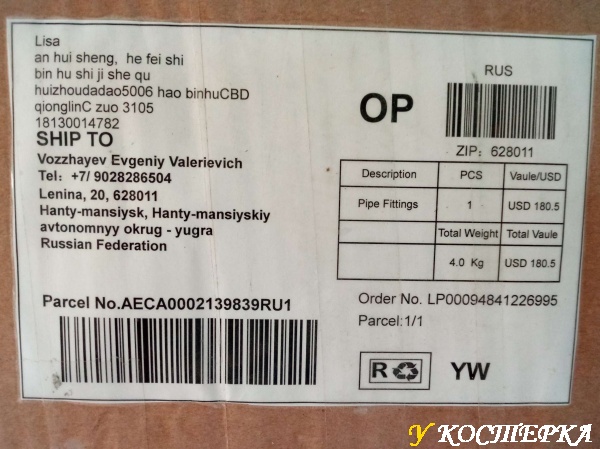 Lisa
an hui sheng, he fei shi
bin hu shi ji she qu
huizhoudadao5006 hao binhuCBD
qionglinC zuo 3105
18130014782
SHIP TO
Vozzhayev Evgeniy Valerievich
Tel: +7/ 9028286504
Lenina, 20, 628011
Hanty-mansiysk, Hanty-mansiyskiy
avtonomnyy okrug - yugra
Russian Federation
Parcel No.AECA0002139839RU1
OP
RUS
ZIP: 628011
Description PCS Vaule/USD
Pipe Fittings 1 USD 180.5
Total Weight Total Vaule
4.0 Kg USD 180.5
Order No. LP00094841226995
Parcel:1/1
R YW
У КОСТЕРКА